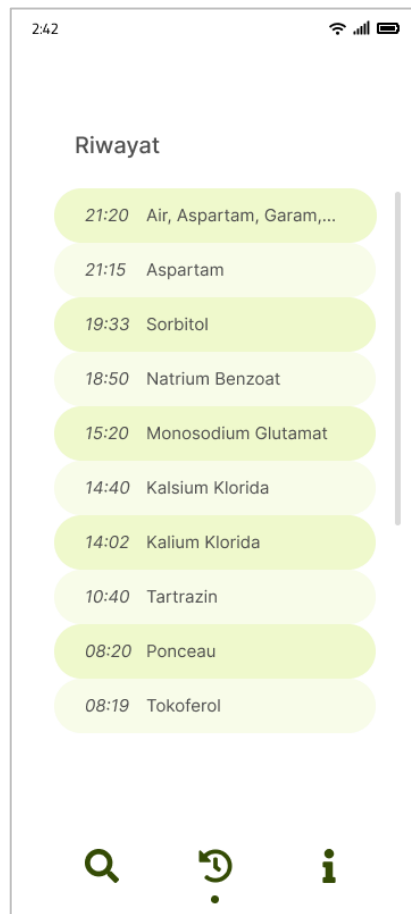 2:42
Riwayat
21:20 Air, Aspartam, Garam,...
21:15 Aspartam
19:33 Sorbitol
18:50 Natrium Benzoat
15:20 Monosodium Glutamat
14:40 Kalsium Klorida
14:02 Kalium Klorida
10:40 Tartrazin
08:20 Ponceau
08:19 Tokoferol